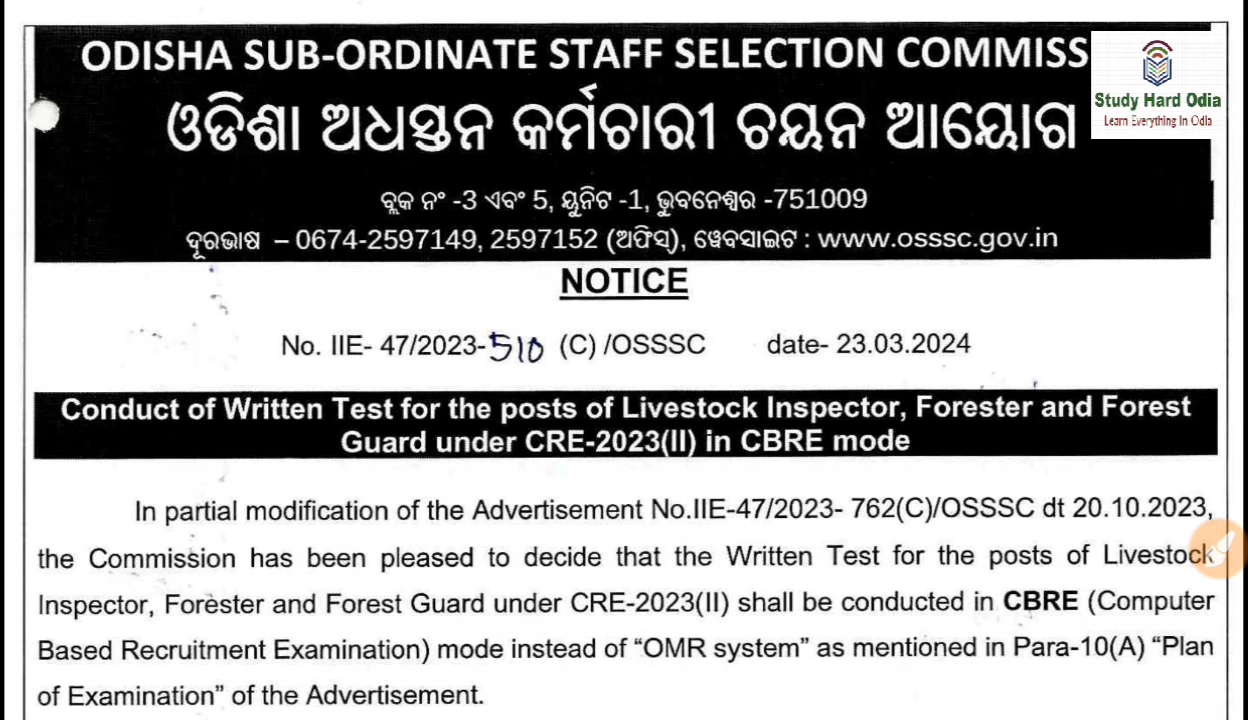 ODISHA SUB-ORDINATE STAFF SELECTION COMMISS
Study Hard Odia
Learn Everything In Odia
ଓଡିଶା ଅଧସ୍ତନ କର୍ମଚାରୀ ଚୟନ ଆୟୋଗ
ବ୍ଲକ ନଂ -3 ଏବଂ 5, ୟୁନିଟ -1, ଭୁବନେଶ୍ୱର -751009
ଦୂରଭାଷ – 0674-2597149, 2597152 (ଅଫିସ୍), ୱେବସାଇଟ : www.osssc.gov.in
NOTICE
No. IIE- 47/2023-510 (C) /OSSSC date- 23.03.2024
Conduct of Written Test for the posts of Livestock Inspector, Forester and Forest
Guard under CRE-2023(II) in CBRE mode
In partial modification of the Advertisement No.IIE-47/2023- 762(C)/OSSSC dt 20.10.2023,
the Commission has been pleased to decide that the Written Test for the posts of Livestock
Inspector, Forester and Forest Guard under CRE-2023(II) shall be conducted in CBRE (Computer
Based Recruitment Examination) mode instead of “OMR system” as mentioned in Para-10(A) “Plan
of Examination” of the Advertisement.